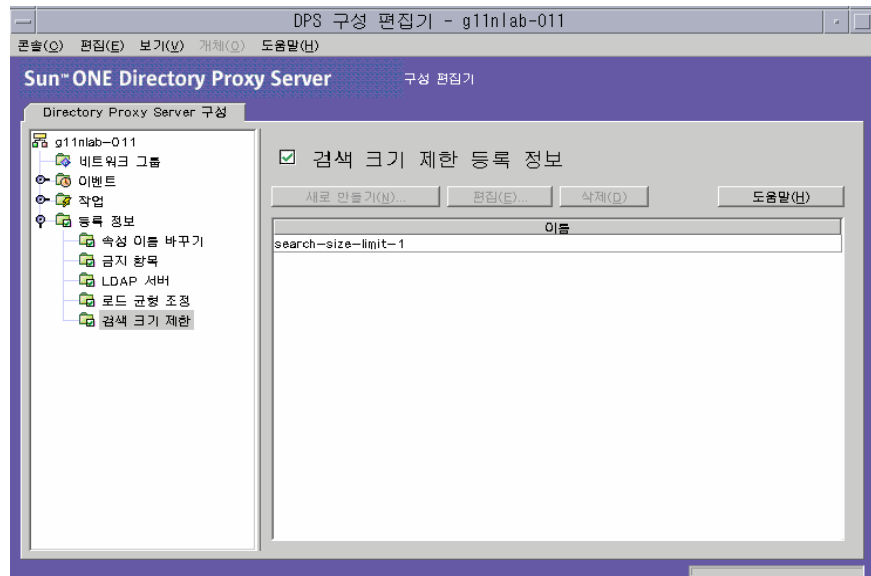 DPS 구성 편집기 - g11nlab-011
콘솔(O) 편집(E) 보기(V) 개체(O) 도움말(H)
Sun™ ONE Directory Proxy Server 구성 편집기
Directory Proxy Server 구성
g11nlab-011
네트워크 그룹
이벤트
작업
등록 정보
속성 이름 바꾸기
금지 항목
LDAP 서버
로드 균형 조정
검색 크기 제한
검색 크기 제한 등록 정보
새로 만들기(N)... 편집(E)... 삭제(D) 도움말(H)
이름
search-size-limit-1